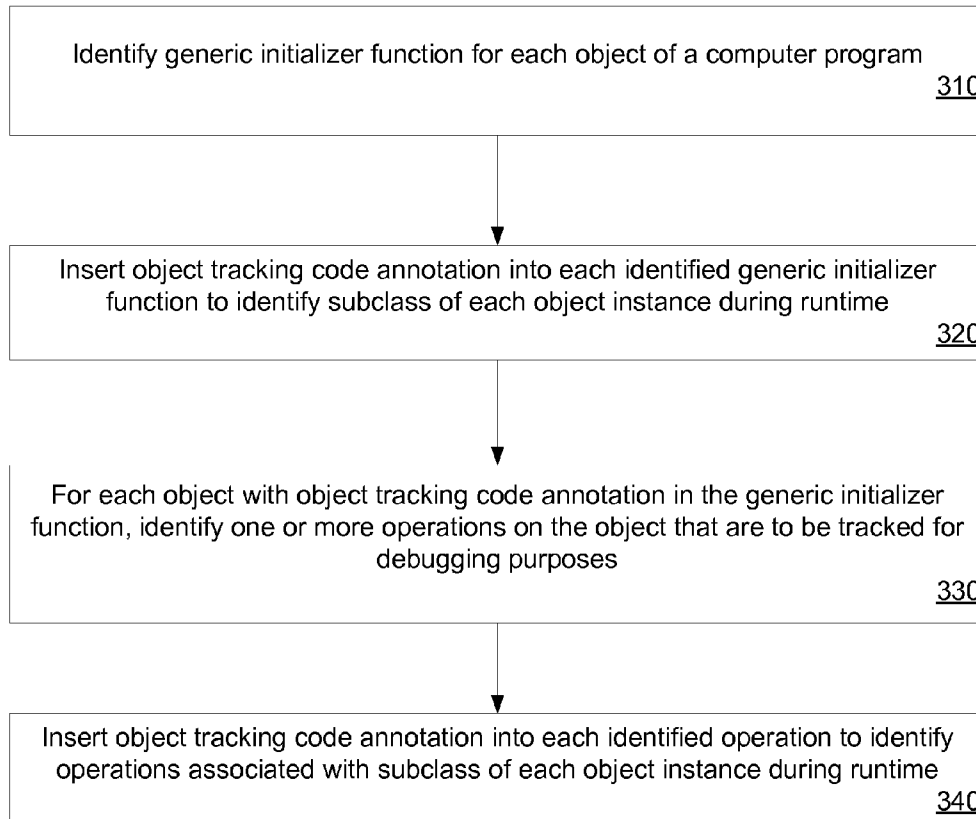 Identify generic initializer function for each object of a computer program
310
Insert object tracking code annotation into each identified generic initializer
function to identify subclass of each object instance during runtime
320
For each object with object tracking code annotation in the generic initializer
function, identify one or more operations on the object that are to be tracked for
debugging purposes
330
Insert object tracking code annotation into each identified operation to identify
operations associated with subclass of each object instance during runtime
340